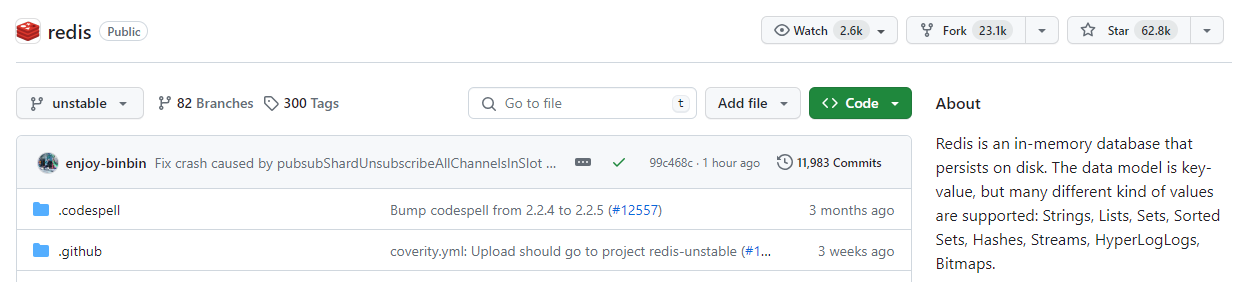 redis Public Watch 2.6k Fork 23.1k Star 62.8k
unstable 82 Branches 300 Tags Go to file t Add file Code
About
enjoy-binbin Fix crash caused by pubsubShardUnsubscribeAllChannelsInSlot ... 99c468c · 1 hour ago 11,983 Commits
.codespell Bump codespell from 2.2.4 to 2.2.5 (#12557) 3 months ago
.github coverity.yml: Upload should go to project redis-unstable (#1... 3 weeks ago
Redis is an in-memory database that
persists on disk. The data model is key-
value, but many different kind of values
are supported: Strings, Lists, Sets, Sorted
Sets, Hashes, Streams, HyperLogLogs,
Bitmaps.